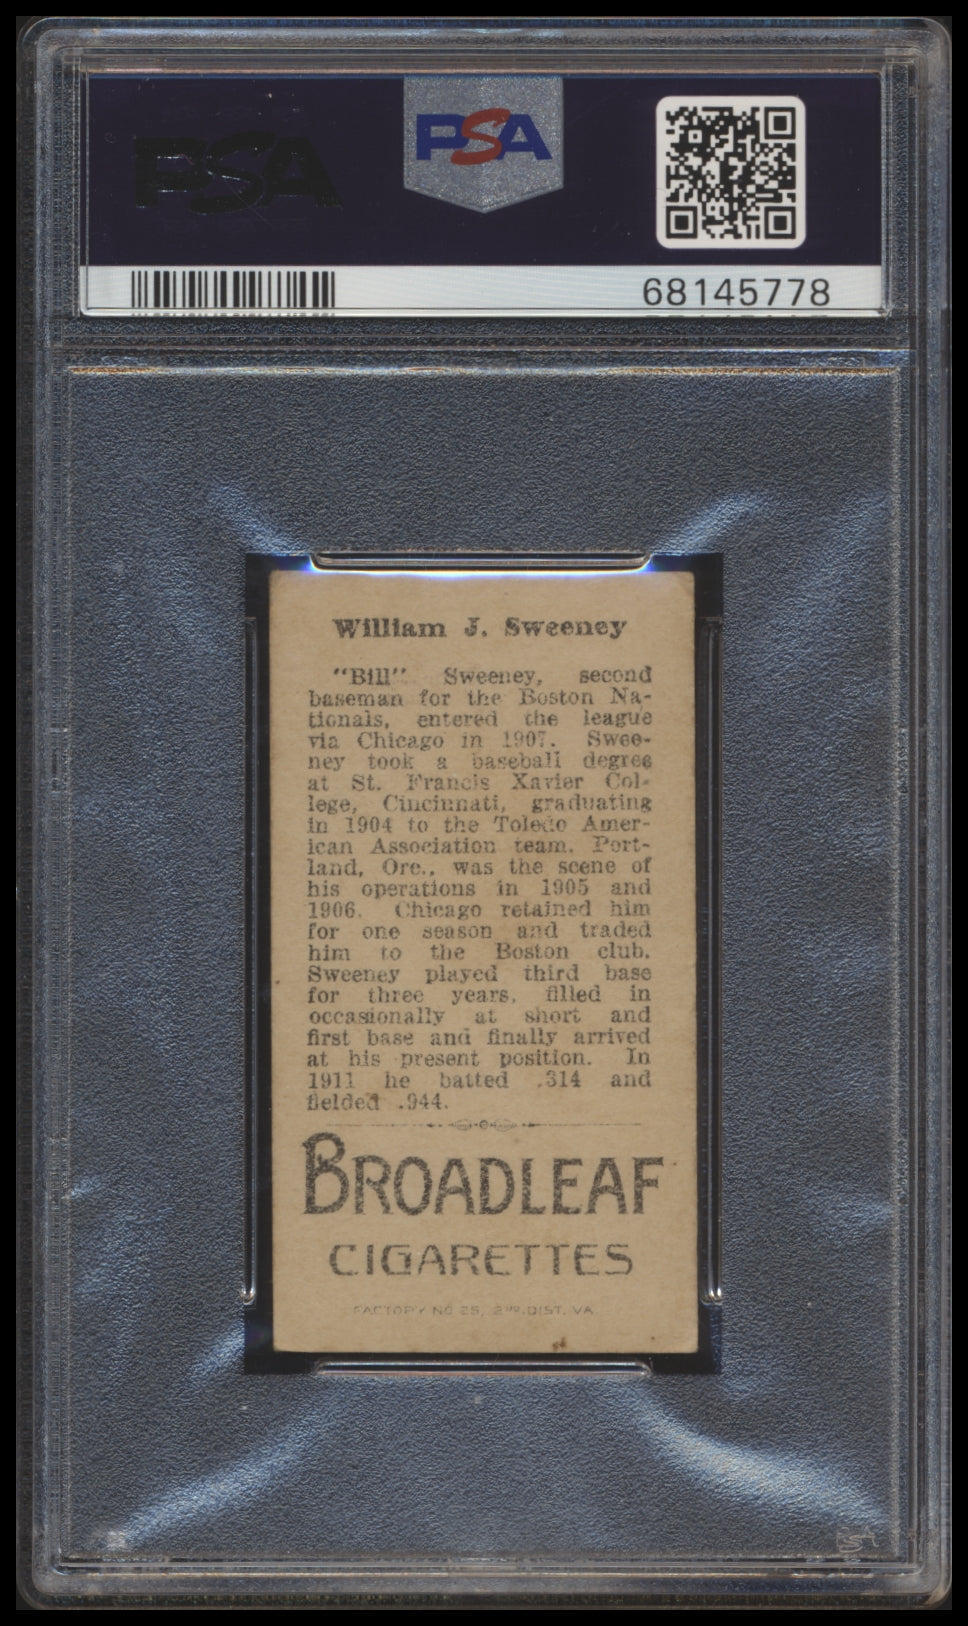 PSA
PSA
68145778
William J. Sweeney
"Bill" Sweeney, second
baseman for the Boston Na-
tionals, entered the league
via Chicago in 1907. Swee-
ney took a baseball degree
at St. Francis Xavier Col-
lege, Cincinnati, graduating
in 1904 to the Toledo Amer-
ican Association team. Port-
land, Ore., was the scene of
his operations in 1905 and
1906. Chicago retained him
for one season and traded
him to the Boston club.
Sweeney played third base
for three years, filled in
occasionally at short and
first base and finally arrived
at his present position. In
1911 he batted .314 and
fielded .944.
BROADLEAF
CIGARETTES
FACTORY NO 25, 2ND. DIST. VA.
PSA